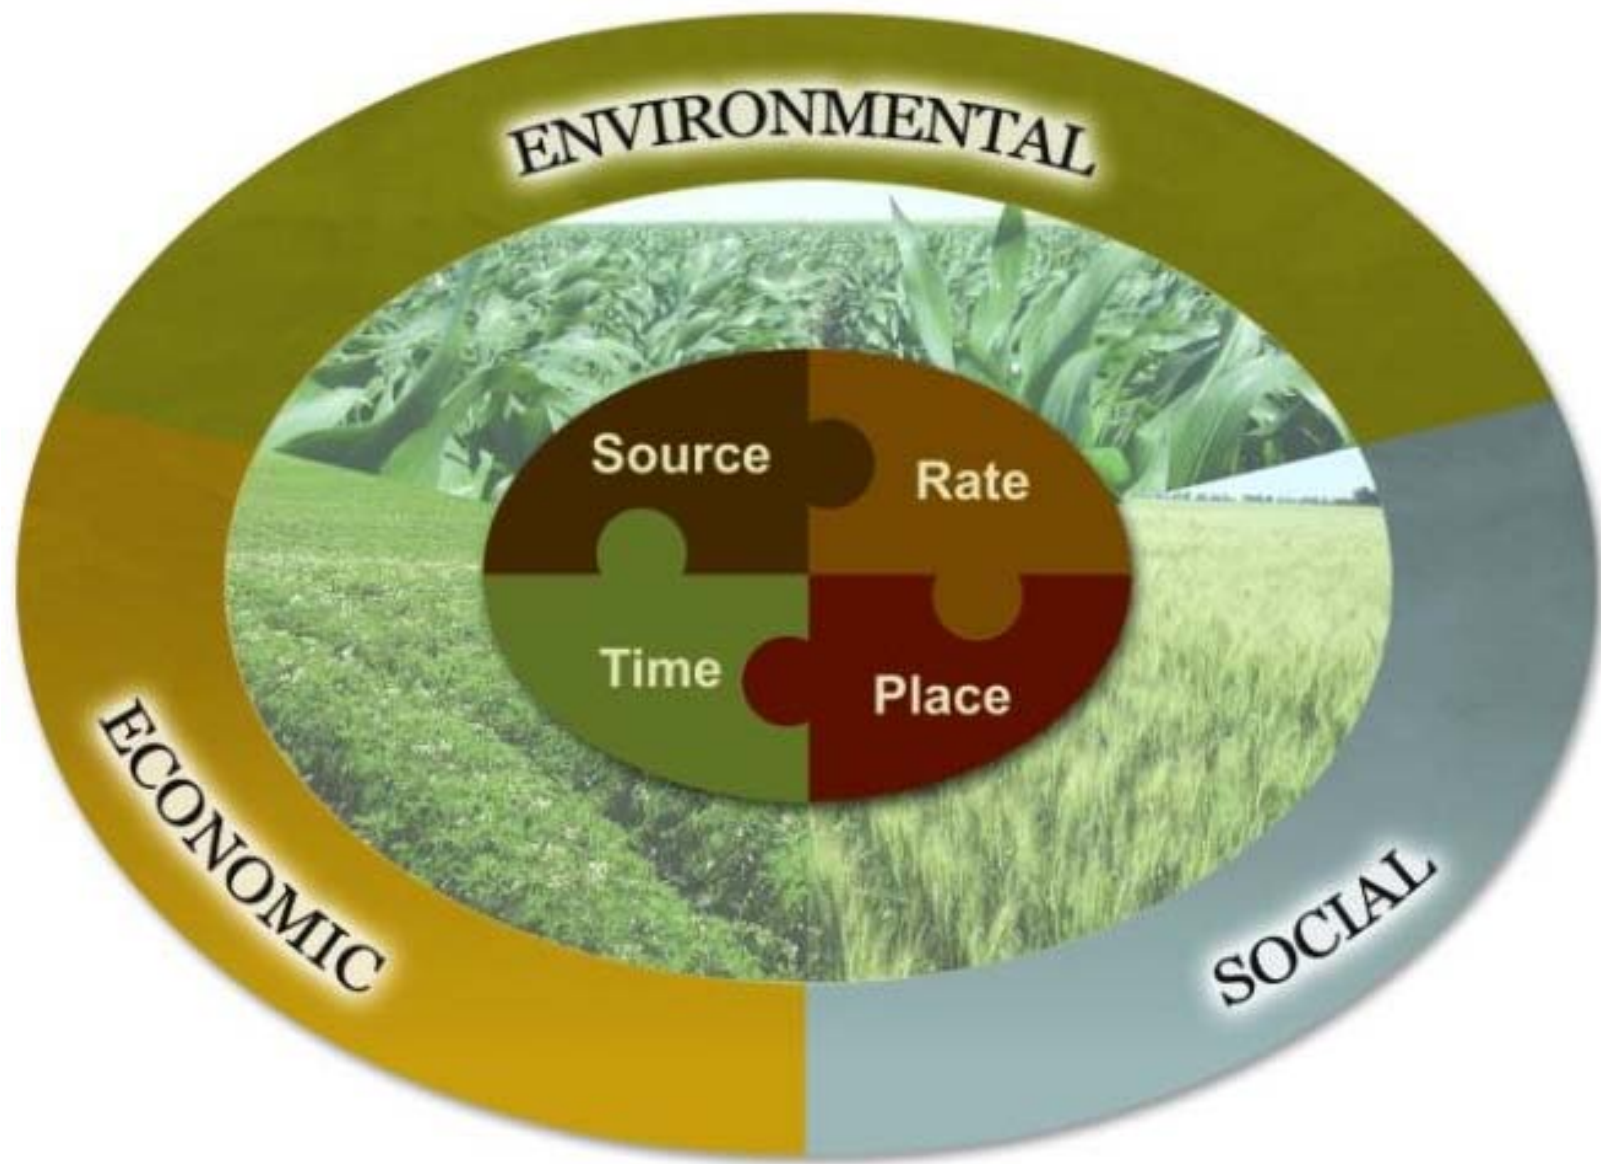 ENVIRONMENTAL
Source
Rate
Time
Place
ECONOMIC
SOCIAL